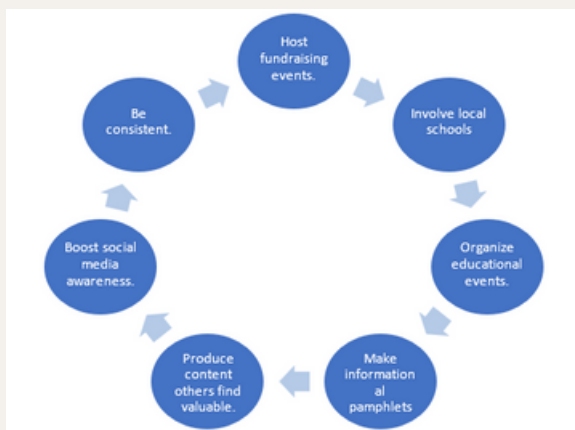 Host
fundraising
events.
Involve local
schools
Organize
educational
events.
Make
information
al
pamphlets
Produce
content
others find
valuable.
Boost social
media
awareness.
Be
consistent.